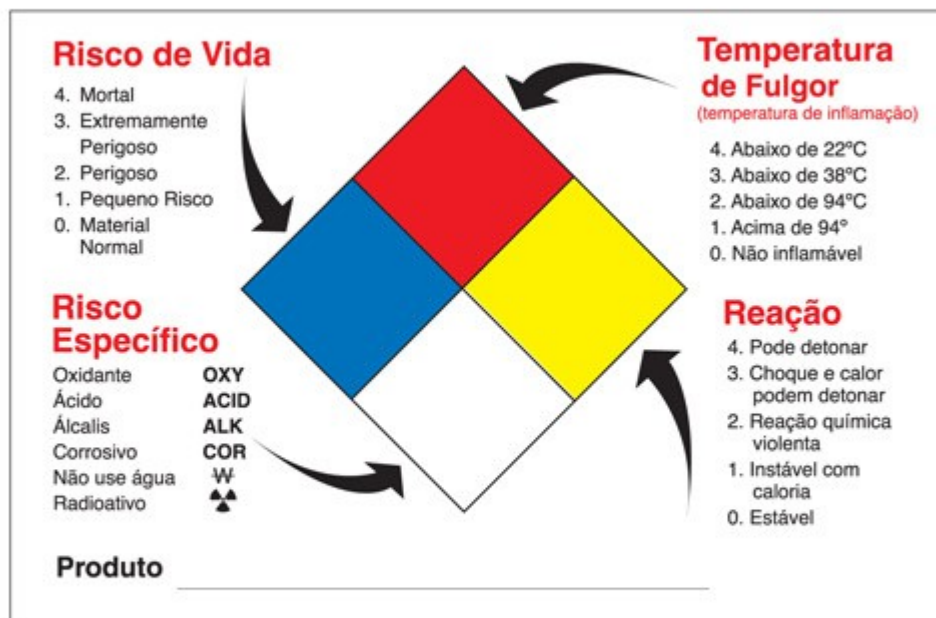 Risco de Vida
4. Mortal
3. Extremamente
Perigoso
2. Perigoso
1. Pequeno Risco
0. Material
Normal
Temperatura
de Fulgor
(temperatura de inflamação)
4. Abaixo de 22ºC
3. Abaixo de 38ºC
2. Abaixo de 94ºC
1. Acima de 94º
0. Não inflamável
Risco
Específico
Oxidante OXY
Ácido ACID
Álcalis ALK
Corrosivo COR
Não use água W
Radioativo
Reação
4. Pode detonar
3. Choque e calor
podem detonar
2. Reação química
violenta
1. Instável com
caloria
0. Estável
Produto